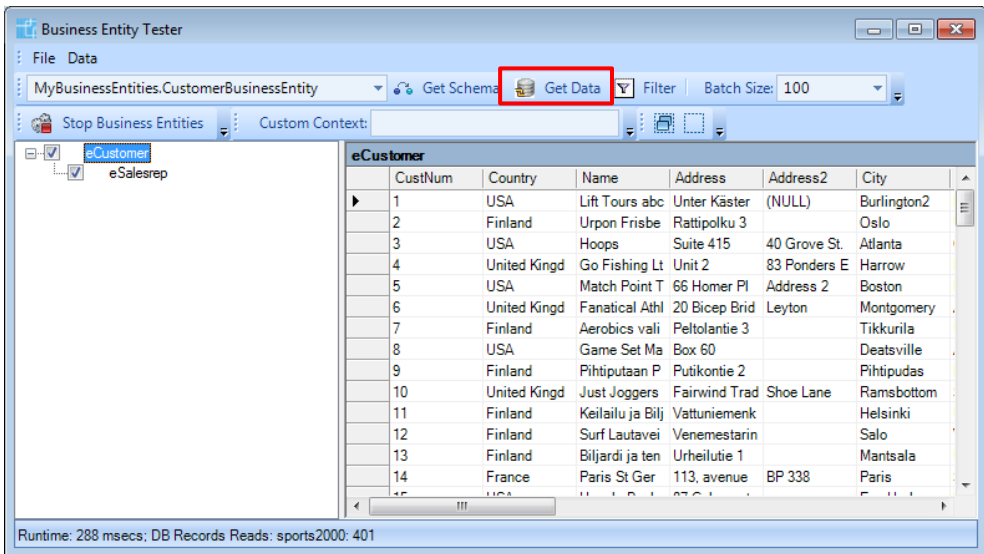 Business Entity Tester
File Data
MyBusinessEntities.CustomerBusinessEntity Get Schema Get Data Filter Batch Size: 100
Stop Business Entities Custom Context:
eCustomer
eSalesrep
eCustomer
CustNum Country Name Address Address2 City
1 USA Lift Tours abc Unter Käster (NULL) Burlington2
2 Finland Urpon Frisbe Rattipolku 3 Oslo
3 USA Hoops Suite 415 40 Grove St. Atlanta
4 United Kingd Go Fishing Lt Unit 2 83 Ponders E Harrow
5 USA Match Point T 66 Homer Pl Address 2 Boston
6 United Kingd Fanatical Athl 20 Bicep Brid Leyton Montgomery
7 Finland Aerobics vali Peltolantie 3 Tikkurila
8 USA Game Set Ma Box 60 Deatsville
9 Finland Pihtiputaan P Putikontie 2 Pihtipudas
10 United Kingd Just Joggers Fairwind Trad Shoe Lane Ramsbottom
11 Finland Keilailu ja Bilj Vattuniemenk Helsinki
12 Finland Surf Lautavei Venemestarin Salo
13 Finland Biljardi ja ten Urheilutie 1 Mantsala
14 France Paris St Ger 113, avenue BP 338 Paris
Runtime: 288 msecs; DB Records Reads: sports2000: 401